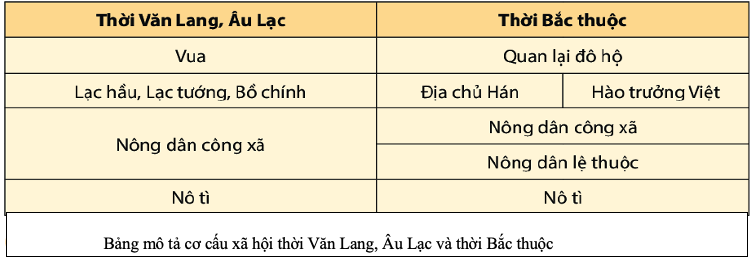 Thời Văn Lang, Âu Lạc
Thời Bắc thuộc
Vua
Quan lại đô hộ
Lạc hầu, Lạc tướng, Bồ chính
Địa chủ Hán
Hào trưởng Việt
Nông dân công xã
Nông dân công xã
Nông dân lệ thuộc
Nô tì
Nô tì
Bảng mô tả cơ cấu xã hội thời Văn Lang, Âu Lạc và thời Bắc thuộc